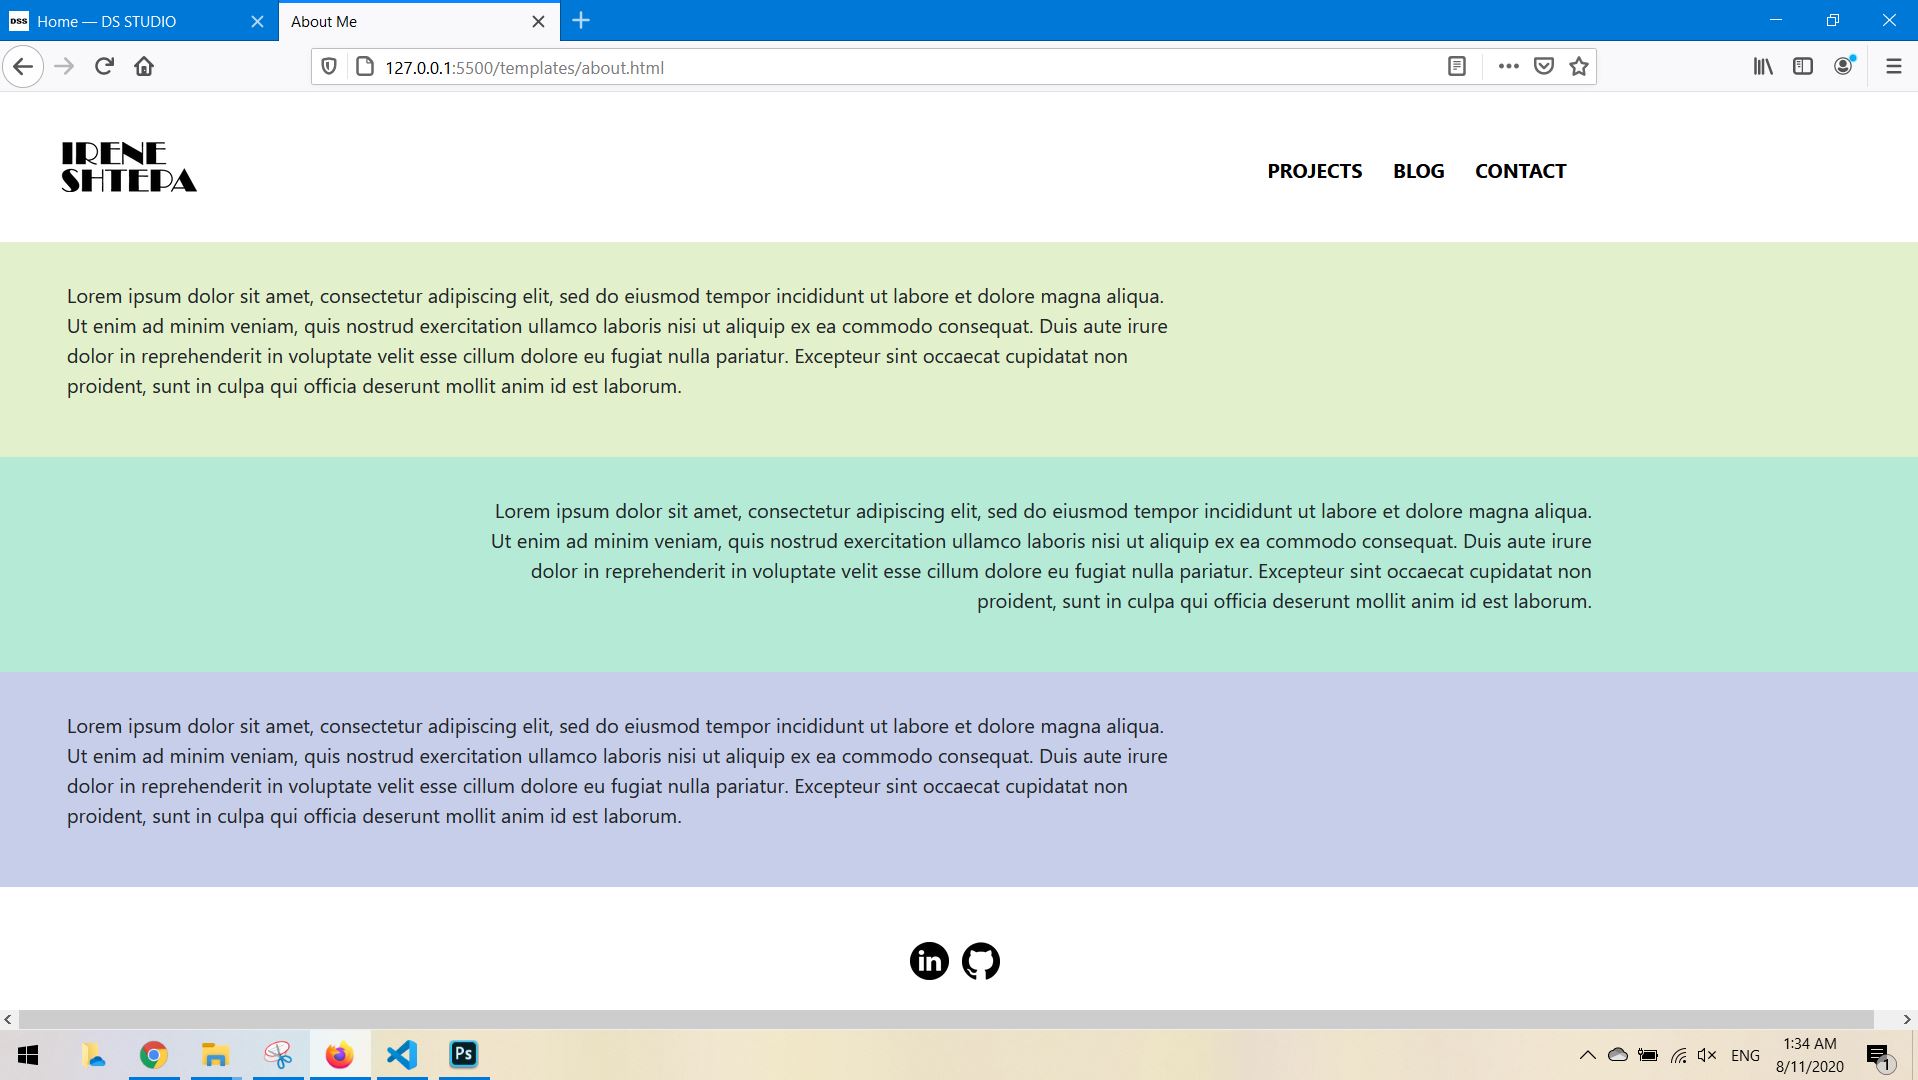 DSS Home — DS STUDIO
About Me
127.0.0.1:5500/templates/about.html
IRENE
SHTEPA
PROJECTS BLOG CONTACT
Lorem ipsum dolor sit amet, consectetur adipiscing elit, sed do eiusmod tempor incididunt ut labore et dolore magna aliqua.
Ut enim ad minim veniam, quis nostrud exercitation ullamco laboris nisi ut aliquip ex ea commodo consequat. Duis aute irure
dolor in reprehenderit in voluptate velit esse cillum dolore eu fugiat nulla pariatur. Excepteur sint occaecat cupidatat non
proident, sunt in culpa qui officia deserunt mollit anim id est laborum.
Lorem ipsum dolor sit amet, consectetur adipiscing elit, sed do eiusmod tempor incididunt ut labore et dolore magna aliqua.
Ut enim ad minim veniam, quis nostrud exercitation ullamco laboris nisi ut aliquip ex ea commodo consequat. Duis aute irure
dolor in reprehenderit in voluptate velit esse cillum dolore eu fugiat nulla pariatur. Excepteur sint occaecat cupidatat non
proident, sunt in culpa qui officia deserunt mollit anim id est laborum.
Lorem ipsum dolor sit amet, consectetur adipiscing elit, sed do eiusmod tempor incididunt ut labore et dolore magna aliqua.
Ut enim ad minim veniam, quis nostrud exercitation ullamco laboris nisi ut aliquip ex ea commodo consequat. Duis aute irure
dolor in reprehenderit in voluptate velit esse cillum dolore eu fugiat nulla pariatur. Excepteur sint occaecat cupidatat non
proident, sunt in culpa qui officia deserunt mollit anim id est laborum.
in
Ps
ENG
1:34 AM
8/11/2020
1